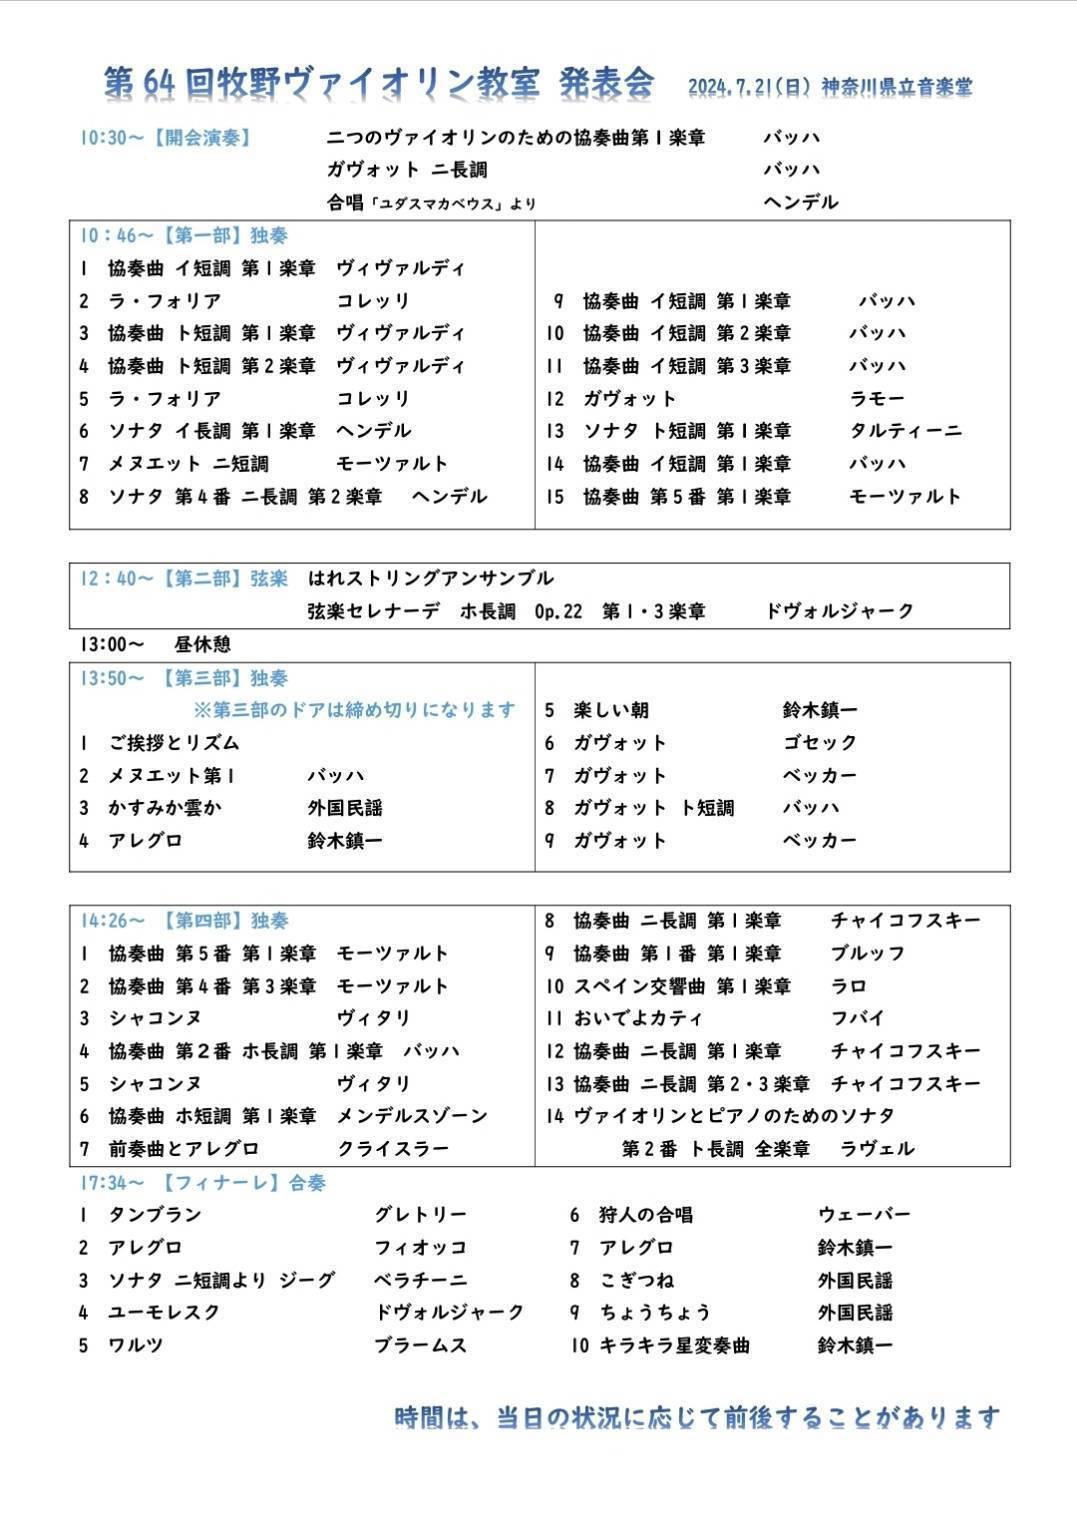 第64回牧野ヴァイオリン教室 発表会 2024.7.21(日) 神奈川県立音楽堂
10:30～【開会演奏】 二つのヴァイオリンのための協奏曲第1楽章 バッハ
ガヴォット ニ長調 バッハ
合唱「ユダスマカベウス」より ヘンデル
10：46～【第一部】独奏
1 協奏曲 イ短調 第1楽章 ヴィヴァルディ
2 ラ・フォリア コレッリ
3 協奏曲 ト短調 第1楽章 ヴィヴァルディ
4 協奏曲 ト短調 第2楽章 ヴィヴァルディ
5 ラ・フォリア コレッリ
6 ソナタ イ長調 第1楽章 ヘンデル
7 メヌエット ニ短調 モーツァルト
8 ソナタ 第4番 ニ長調 第2楽章 ヘンデル
9 協奏曲 イ短調 第1楽章 バッハ
10 協奏曲 イ短調 第2楽章 バッハ
11 協奏曲 イ短調 第3楽章 バッハ
12 ガヴォット ラモー
13 ソナタ ト短調 第1楽章 タルティーニ
14 協奏曲 イ短調 第1楽章 バッハ
15 協奏曲 第5番 第1楽章 モーツァルト
12：40～【第二部】弦楽 はれストリングアンサンブル
弦楽セレナーデ ホ長調 Op.22 第1・3楽章 ドヴォルジャーク
13:00～ 昼休憩
13:50～ 【第三部】独奏
※第三部のドアは締め切りになります
1 ご挨拶とリズム
2 メヌエット第1 バッハ
3 かすみか雲か 外国民謡
4 アレグロ 鈴木鎮一
5 楽しい朝 鈴木鎮一
6 ガヴォット ゴセック
7 ガヴォット ベッカー
8 ガヴォット ト短調 バッハ
9 ガヴォット ベッカー
14:26～ 【第四部】独奏
1 協奏曲 第5番 第1楽章 モーツァルト
2 協奏曲 第4番 第3楽章 モーツァルト
3 シャコンヌ ヴィタリ
4 協奏曲 第2番 ホ長調 第1楽章 バッハ
5 シャコンヌ ヴィタリ
6 協奏曲 ホ短調 第1楽章 メンデルスゾーン
7 前奏曲とアレグロ クライスラー
8 協奏曲 ニ長調 第1楽章 チャイコフスキー
9 協奏曲 第1番 第1楽章 ブルッフ
10 スペイン交響曲 第1楽章 ラロ
11 おいでよカティ フバイ
12 協奏曲 ニ長調 第1楽章 チャイコフスキー
13 協奏曲 ニ長調 第2・3楽章 チャイコフスキー
14 ヴァイオリンとピアノのためのソナタ
第2番 ト長調 全楽章 ラヴェル
17:34～ 【フィナーレ】合奏
1 タンブラン グレトリー
2 アレグロ フィオッコ
3 ソナタ ニ短調より ジーグ ベラチーニ
4 ユーモレスク ドヴォルジャーク
5 ワルツ ブラームス
6 狩人の合唱 ウェーバー
7 アレグロ 鈴木鎮一
8 こぎつね 外国民謡
9 ちょうちょう 外国民謡
10 キラキラ星変奏曲 鈴木鎮一
時間は、当日の状況に応じて前後することがあります